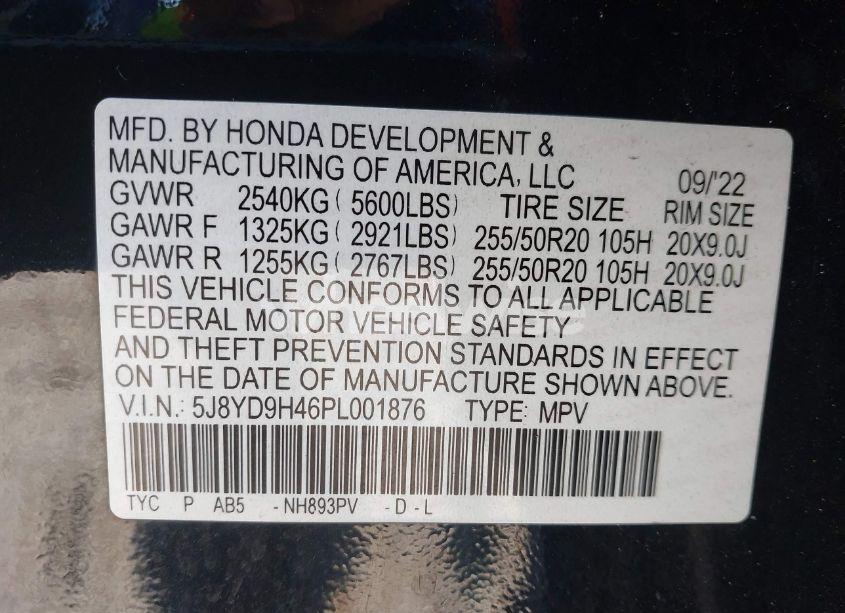 MFD. BY HONDA DEVELOPMENT &
MANUFACTURING OF AMERICA, LLC 09/'22
GVWR 2540KG ( 5600LBS) TIRE SIZE RIM SIZE
GAWR F 1325KG ( 2921LBS) 255/50R20 105H 20X9.0J
GAWR R 1255KG ( 2767LBS) 255/50R20 105H 20X9.0J
THIS VEHICLE CONFORMS TO ALL APPLICABLE
FEDERAL MOTOR VEHICLE SAFETY
AND THEFT PREVENTION STANDARDS IN EFFECT
ON THE DATE OF MANUFACTURE SHOWN ABOVE.
V.I.N.: 5J8YD9H46PL001876 TYPE: MPV
TYC P AB5 - NH893PV - D - L